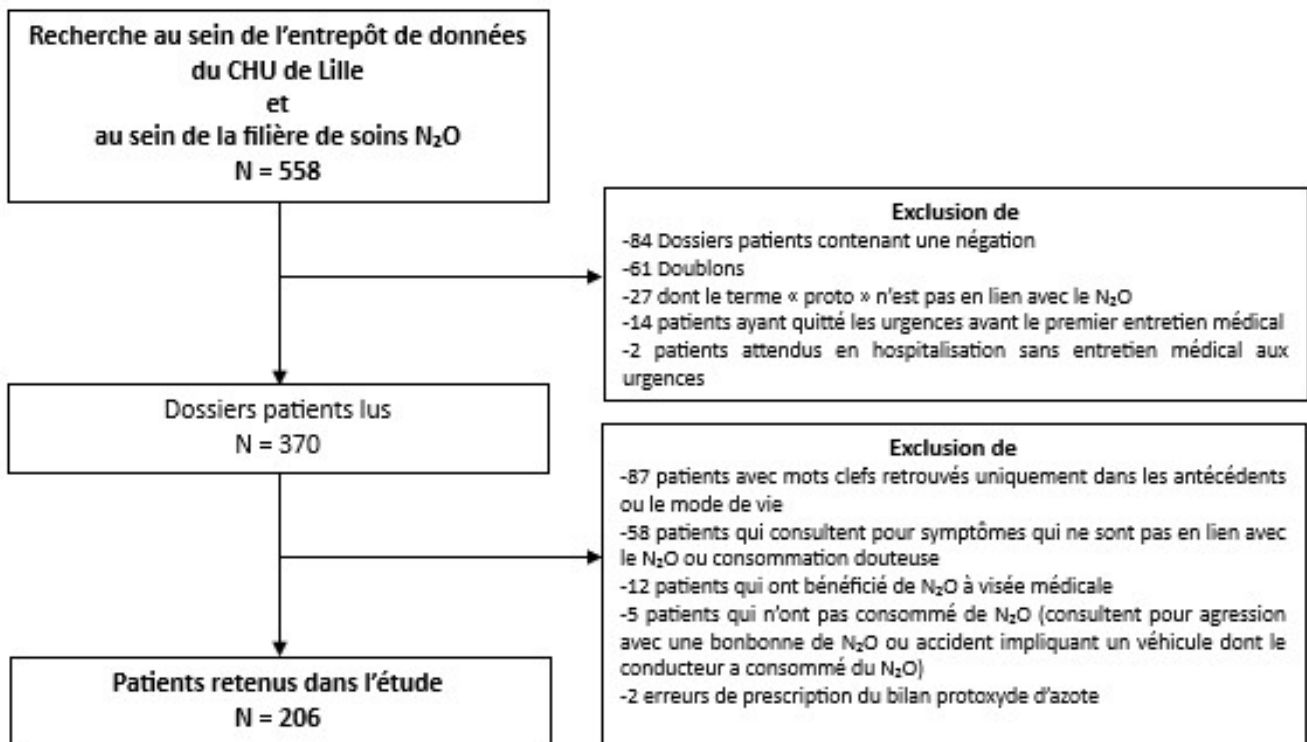 Recherche au sein de l'entrepôt de données
du CHU de Lille
et
au sein de la filière de soins N₂O
N = 558
Exclusion de
-84 Dossiers patients contenant une négation
-61 Doublons
-27 dont le terme « proto » n'est pas en lien avec le N₂O
-14 patients ayant quitté les urgences avant le premier entretien médical
-2 patients attendus en hospitalisation sans entretien médical aux
urgences
Dossiers patients lus
N = 370
Exclusion de
-87 patients avec mots clefs retrouvés uniquement dans les antécédents
ou le mode de vie
-58 patients qui consultent pour symptômes qui ne sont pas en lien avec
le N₂O ou consommation douteuse
-12 patients qui ont bénéficié de N₂O à visée médicale
-5 patients qui n'ont pas consommé de N₂O (consultent pour agression
avec une bonbonne de N₂O ou accident impliquant un véhicule dont le
conducteur a consommé du N₂O)
-2 erreurs de prescription du bilan protoxyde d'azote
Patients retenus dans l'étude
N = 206